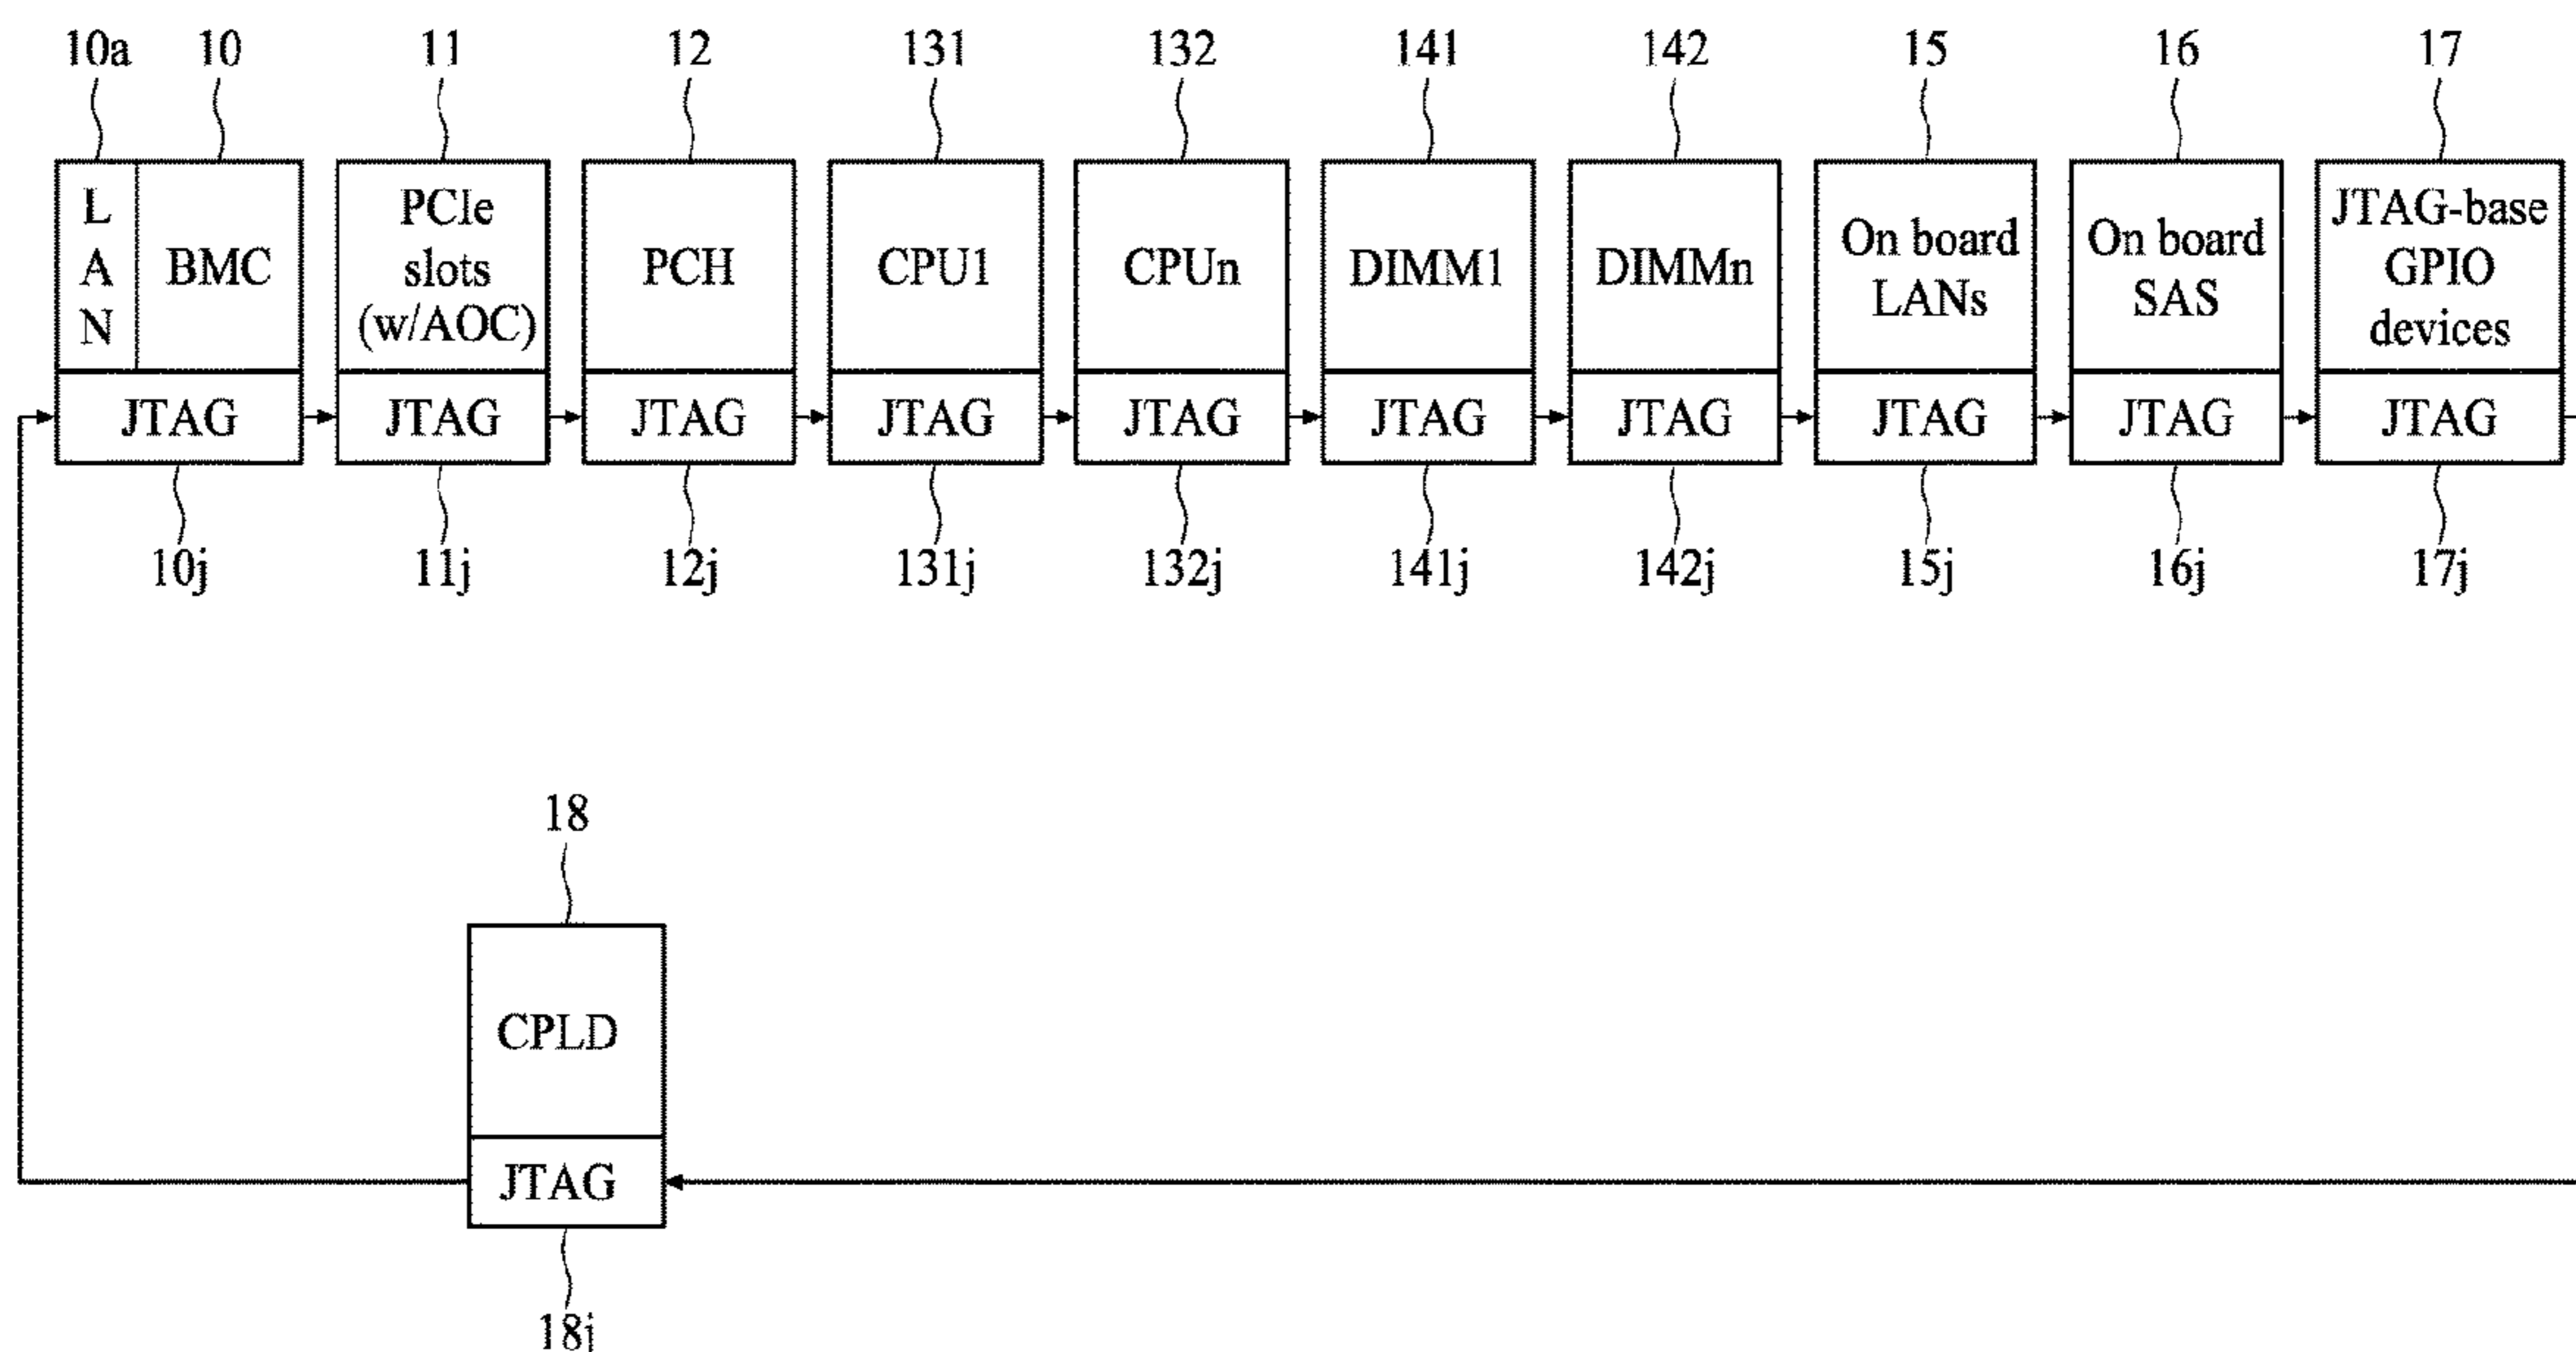 10a 10 11 12 131 132 141 142 15 16 17
L
A
N
BMC
PCIe
slots
(w/AOC)
PCH
CPU1
CPUn
DIMM1
DIMMn
On board
LANs
On board
SAS
JTAG-base
GPIO
devices
JTAG JTAG JTAG JTAG JTAG JTAG JTAG JTAG JTAG JTAG
10j 11j 12j 131j 132j 141j 142j 15j 16j 17j
18
CPLD
JTAG
18j